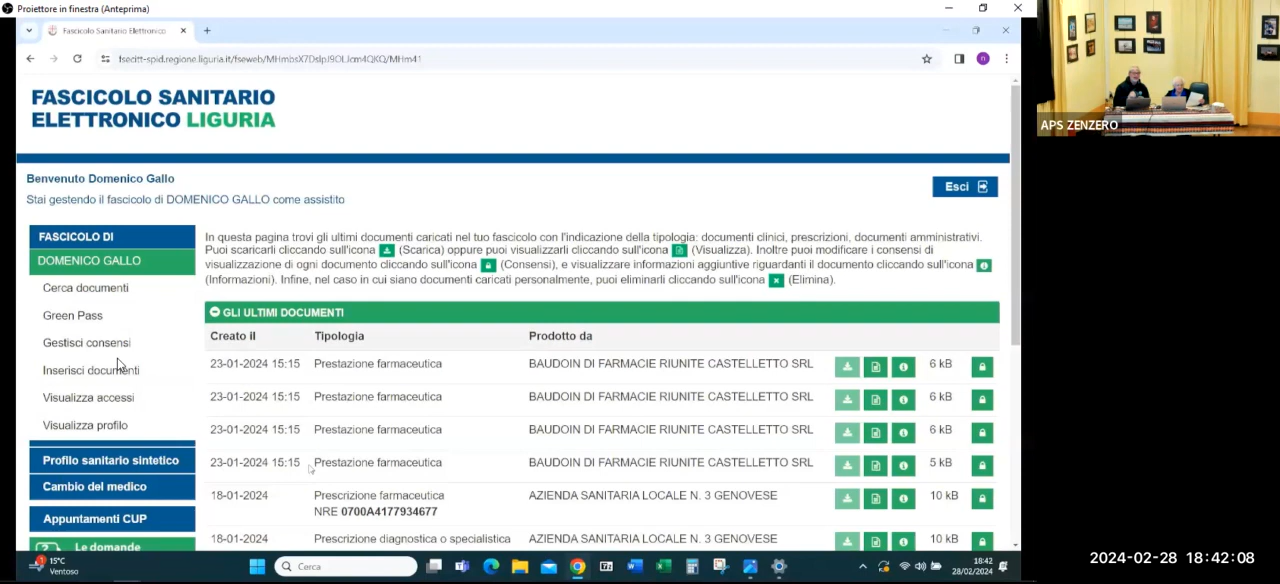 Proiettore in finestra (Anteprima)
Fascicolo Sanitario Elettronico
FASCICOLO SANITARIO
ELETTRONICO LIGURIA
Benvenuto Domenico Gallo
Stai gestendo il fascicolo di DOMENICO GALLO come assistito
Esci
FASCICOLO DI
DOMENICO GALLO
Cerca documenti
Green Pass
Gestisci consensi
Inserisci documenti
Visualizza accessi
Visualizza profilo
Profilo sanitario sintetico
Cambio del medico
Appuntamenti CUP
Le domande
In questa pagina trovi gli ultimi documenti caricati nel tuo fascicolo con l'indicazione della tipologia: documenti clinici, prescrizioni, documenti amministrativi.
Puoi scaricarli cliccando sull'icona (Scarica) oppure puoi visualizzarli cliccando sull'icona (Visualizza). Inoltre puoi modificare i consensi di
visualizzazione di ogni documento cliccando sull'icona (Consensi), e visualizzare informazioni aggiuntive riguardanti il documento cliccando sull'icona
(Informazioni). Infine, nel caso in cui siano documenti caricati personalmente, puoi eliminarli cliccando sull'icona (Elimina).
GLI ULTIMI DOCUMENTI
Creato il Tipologia Prodotto da
23-01-2024 15:15 Prestazione farmaceutica BAUDOIN DI FARMACIE RIUNITE CASTELLETTO SRL 6 kB
23-01-2024 15:15 Prestazione farmaceutica BAUDOIN DI FARMACIE RIUNITE CASTELLETTO SRL 6 kB
23-01-2024 15:15 Prestazione farmaceutica BAUDOIN DI FARMACIE RIUNITE CASTELLETTO SRL 6 kB
23-01-2024 15:15 Prestazione farmaceutica BAUDOIN DI FARMACIE RIUNITE CASTELLETTO SRL 5 kB
18-01-2024 Prescrizione farmaceutica AZIENDA SANITARIA LOCALE N. 3 GENOVESE 10 kB
NRE 0700A4177934677
18-01-2024 Prescrizione diagnostica o specialistica AZIENDA SANITARIA LOCALE N. 3 GENOVESE 10 kB
15°C
Ventoso
Cerca
18:42
28/02/2024
APS ZENZERO
2024-02-28 18:42:08